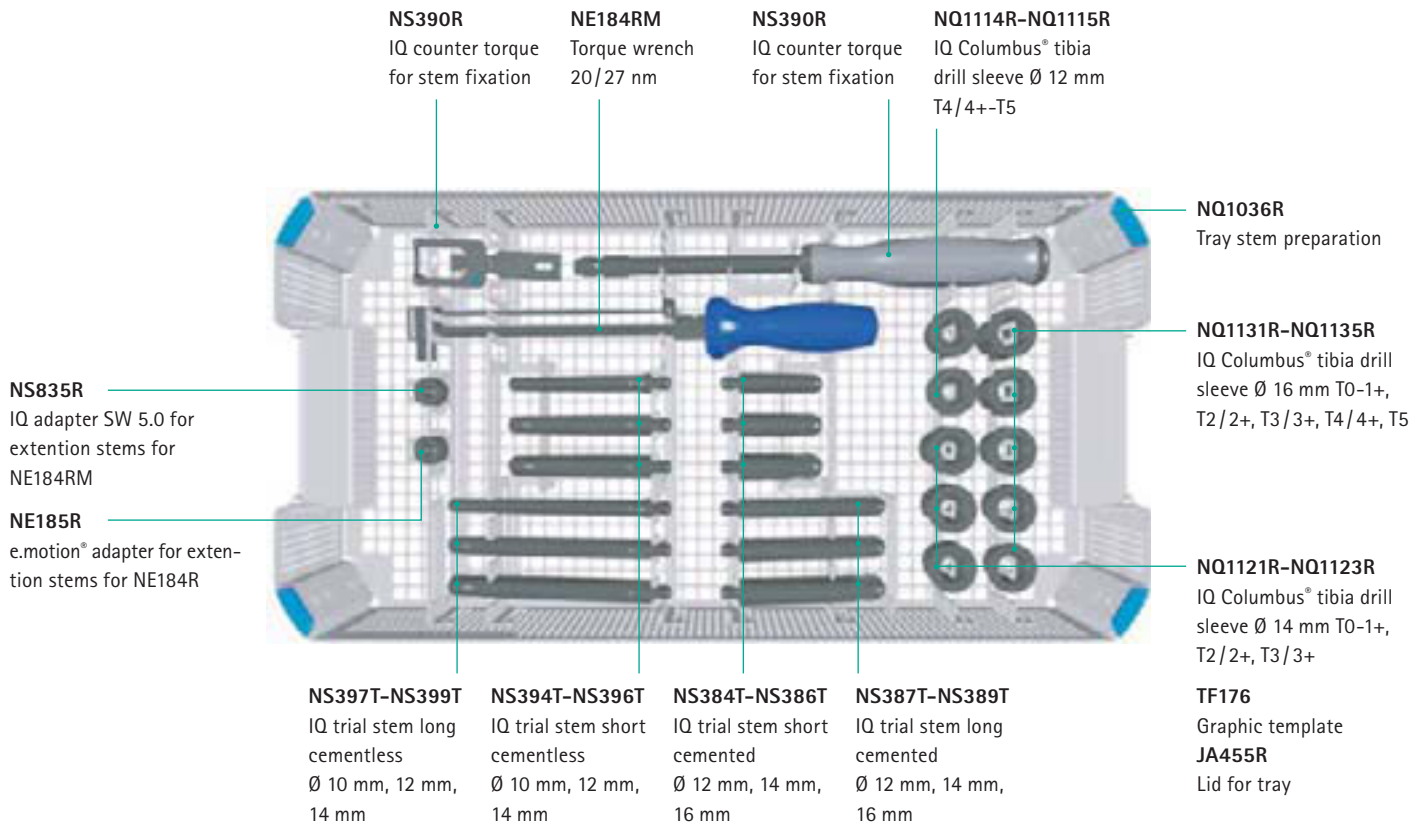 NS390R
IQ counter torque
for stem fixation
NE184RM
Torque wrench
20/27 nm
NS390R
IQ counter torque
for stem fixation
NQ1114R-NQ1115R
IQ Columbus® tibia
drill sleeve Ø 12 mm
T4/4+-T5
NQ1036R
Tray stem preparation
NQ1131R-NQ1135R
IQ Columbus® tibia drill
sleeve Ø 16 mm T0-1+,
T2/2+, T3/3+, T4/4+, T5
NS835R
IQ adapter SW 5.0 for
extention stems for
NE184RM
NE185R
e.motion® adapter for exten-
tion stems for NE184R
NQ1121R-NQ1123R
IQ Columbus® tibia drill
sleeve Ø 14 mm T0-1+,
T2/2+, T3/3+
NS397T-NS399T
IQ trial stem long
cementless
Ø 10 mm, 12 mm,
14 mm
NS394T-NS396T
IQ trial stem short
cementless
Ø 10 mm, 12 mm,
14 mm
NS384T-NS386T
IQ trial stem short
cemented
Ø 12 mm, 14 mm,
16 mm
NS387T-NS389T
IQ trial stem long
cemented
Ø 12 mm, 14 mm,
16 mm
TF176
Graphic template
JA455R
Lid for tray